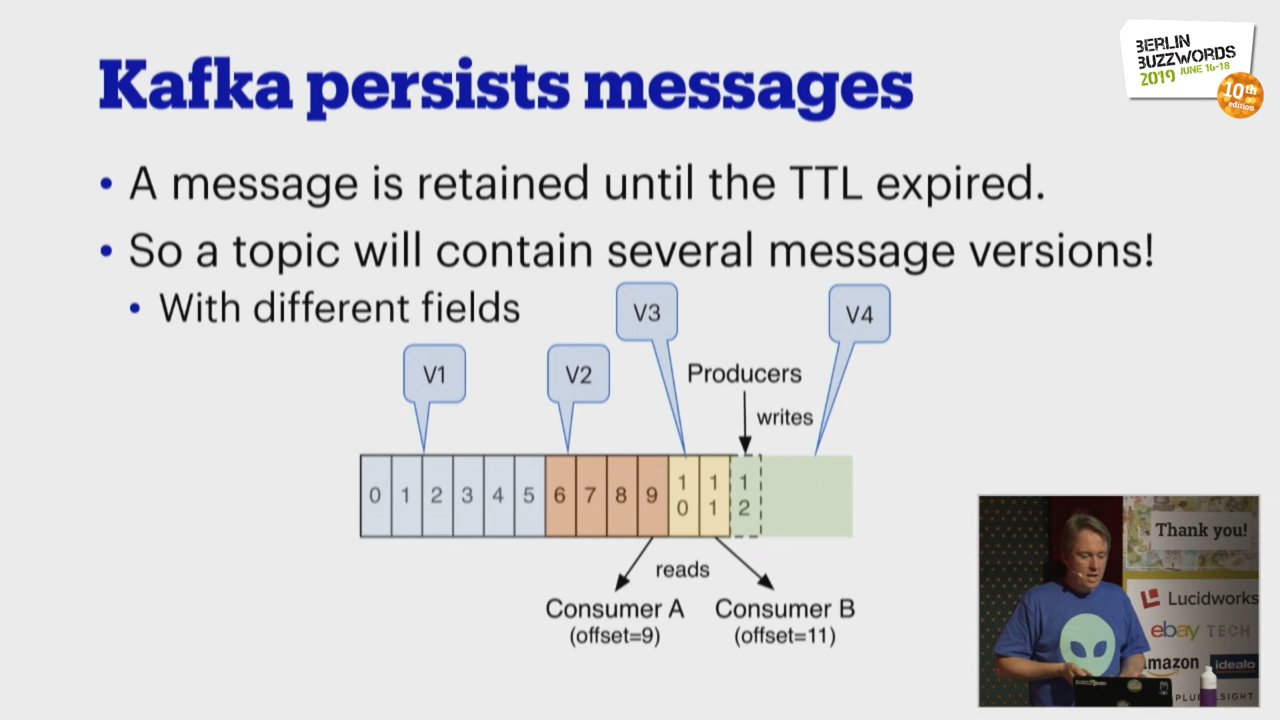 Kafka persists messages
BERLIN
BUZZWORDS
2019 JUNE 16-18
10th
edition
• A message is retained until the TTL expired.
• So a topic will contain several message versions!
• With different fields
V3
V4
V1
V2
Producers
writes
0 1 2 3 4 5 6 7 8 9 10 11 12
reads
Consumer A Consumer B
(offset=9) (offset=11)
Thank you!
Lucidworks
ebay TECH
amazon idealo
PLURALSIGHT